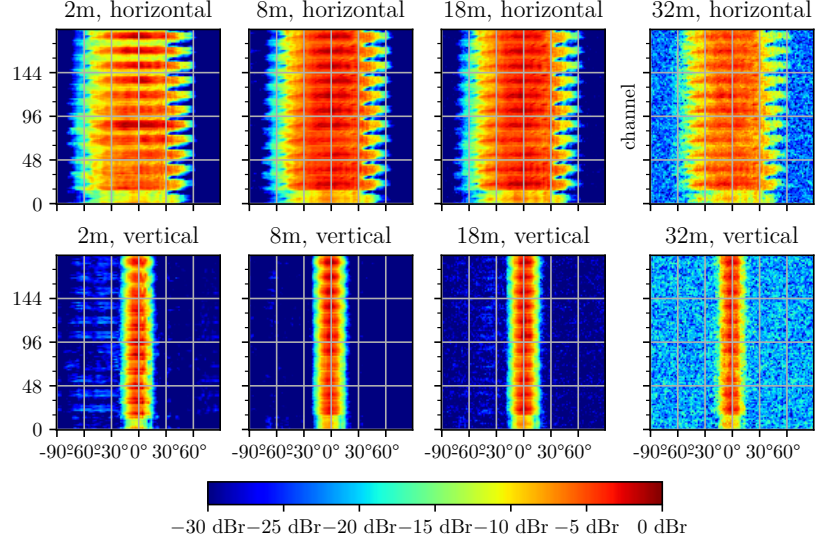 2m, horizontal 8m, horizontal 18m, horizontal 32m, horizontal
144
96
48
0
channel
2m, vertical 8m, vertical 18m, vertical 32m, vertical
144
96
48
0
-90°-60°-30° 0° 30°60° -90°-60°-30° 0° 30°60° -90°-60°-30° 0° 30°60° -90°-60°-30° 0° 30°60°
−30 dBr −25 dBr −20 dBr −15 dBr −10 dBr −5 dBr 0 dBr